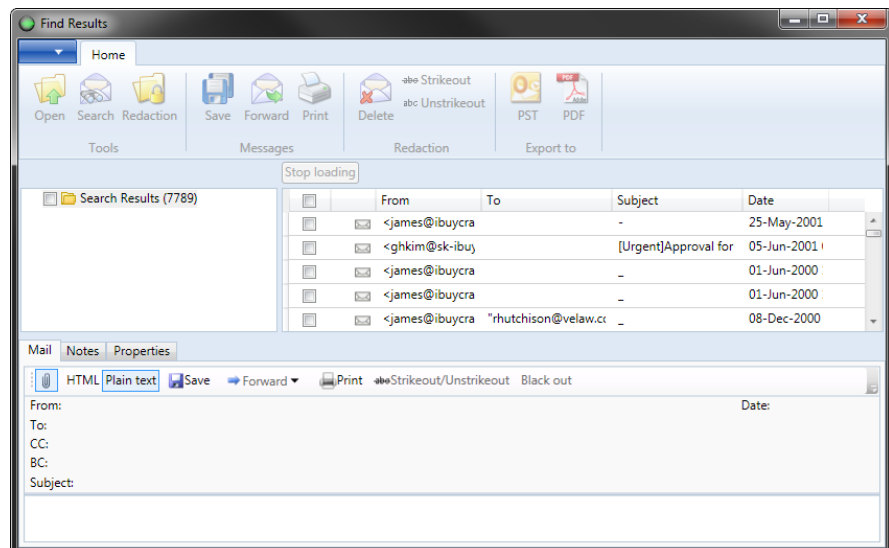 Find Results
Home
Open Search Redaction Save Forward Print Delete abe Strikeout abc Unstrikeout PST PDF
Tools Messages Redaction Export to
Stop loading
Search Results (7789)
From To Subject Date
<james@ibuycra - 25-May-2001
<ghkim@sk-ibuy [Urgent]Approval for 05-Jun-2001
<james@ibuycra _ 01-Jun-2000
<james@ibuycra _ 01-Jun-2000
<james@ibuycra "rhutchison@velaw.cc _ 08-Dec-2000
Mail Notes Properties
HTML Plain text Save Forward Print abe Strikeout/Unstrikeout Black out
From: Date:
To:
CC:
BC:
Subject: